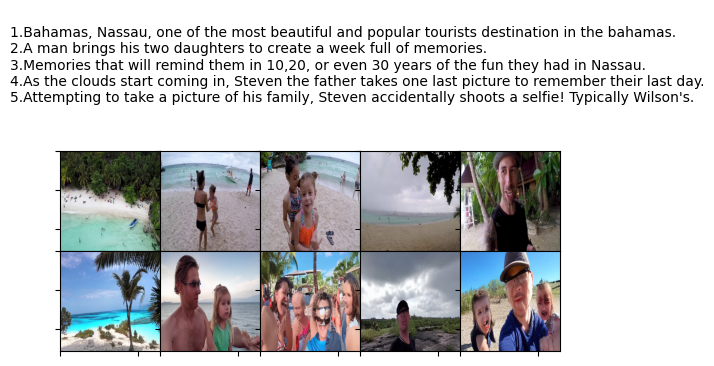 1.Bahamas, Nassau, one of the most beautiful and popular tourists destination in the bahamas.
2.A man brings his two daughters to create a week full of memories.
3.Memories that will remind them in 10,20, or even 30 years of the fun they had in Nassau.
4.As the clouds start coming in, Steven the father takes one last picture to remember their last day.
5.Attempting to take a picture of his family, Steven accidentally shoots a selfie! Typically Wilson's.